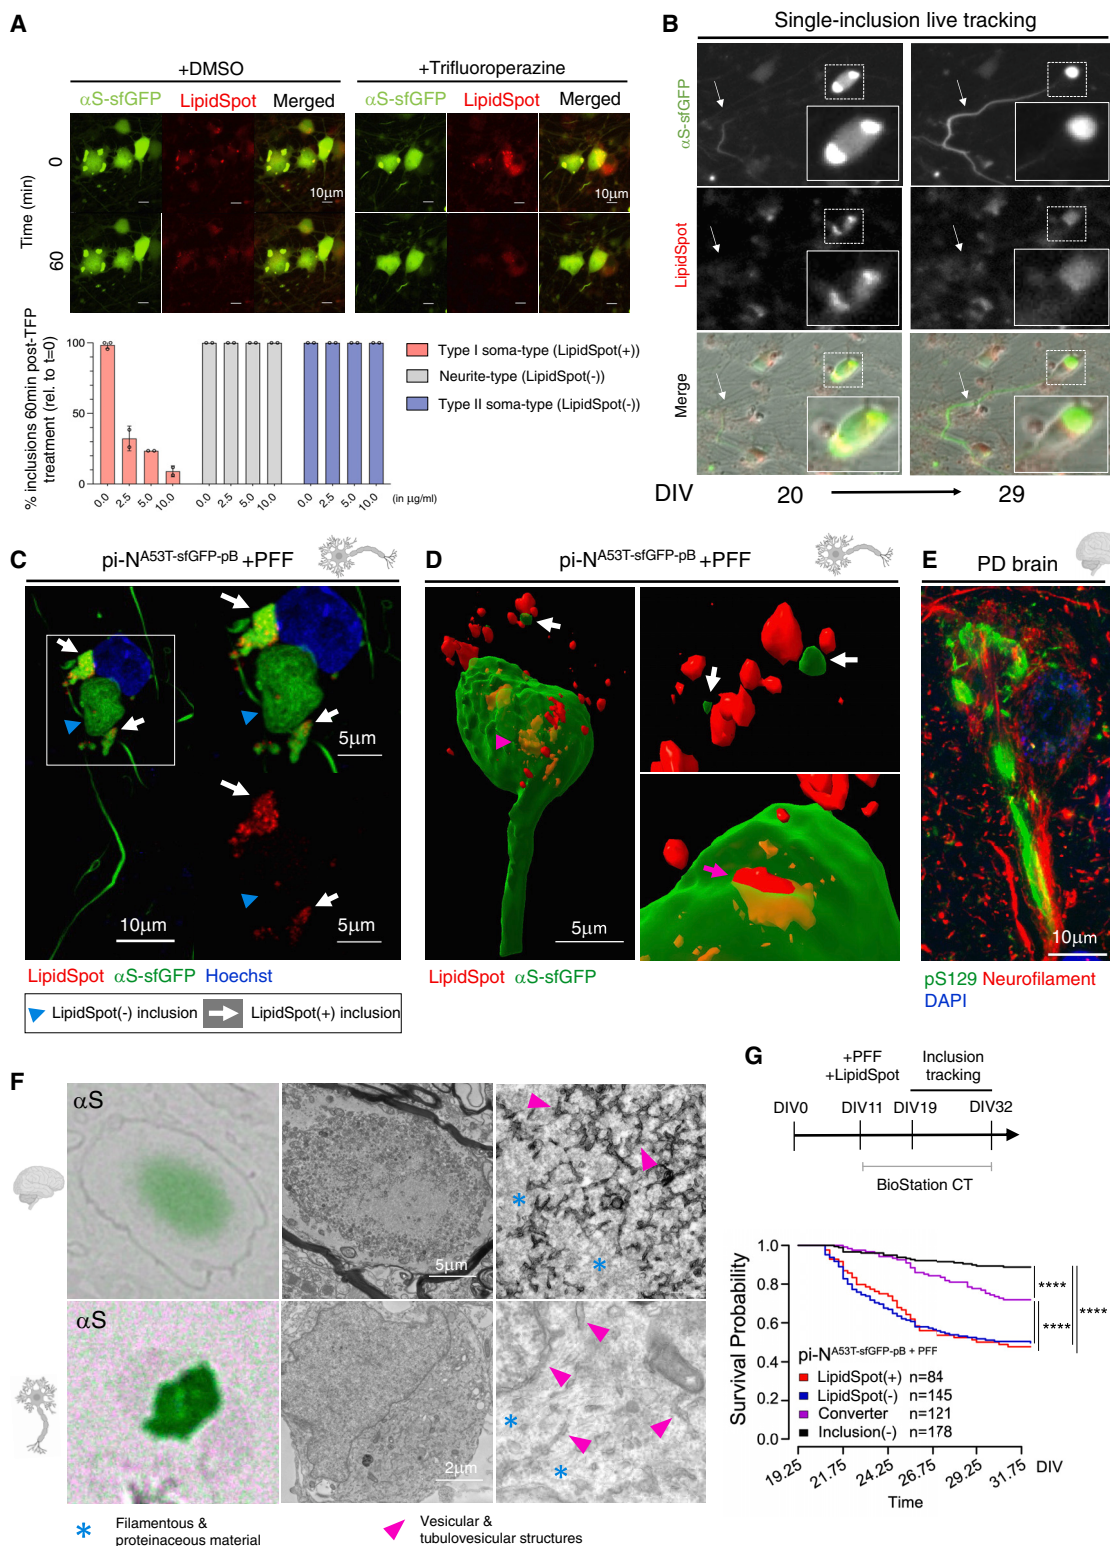 A
+DMSO
+Trifluoroperazine
αS-sfGFP LipidSpot Merged
αS-sfGFP LipidSpot Merged
Time (min)
0
60
10μm
10μm
% inclusions 60min post-TFP
treatment (rel. to t=0)
100
50
0
0.0 2.5 5.0 10.0
0.0 2.5 5.0 10.0
0.0 2.5 5.0 10.0
(in μg/ml)
Type I soma-type (LipidSpot(+))
Neurite-type (LipidSpot(-))
Type II soma-type (LipidSpot(-))
B
Single-inclusion live tracking
αS-sfGFP
LipidSpot
Merge
DIV 20 29
C
pi-N^A53T-sfGFP-pB +PFF
10μm
5μm
5μm
LipidSpot αS-sfGFP Hoechst
LipidSpot(-) inclusion LipidSpot(+) inclusion
D
pi-N^A53T-sfGFP-pB +PFF
5μm
LipidSpot αS-sfGFP
E
PD brain
10μm
pS129 Neurofilament
DAPI
F
αS
5μm
αS
2μm
* Filamentous &
proteinaceous material
Vesicular &
tubulovesicular structures
G
+PFF
+LipidSpot
Inclusion
tracking
DIV0 DIV11 DIV19 DIV32
BioStation CT
Survival Probability
1.0
0.8
0.6
0.4
0.2
0.0
****
****
****
pi-N^A53T-sfGFP-pB + PFF
LipidSpot(+) n=84
LipidSpot(-) n=145
Converter n=121
Inclusion(-) n=178
19.25 21.75 24.25 26.75 29.25 31.75 DIV
Time